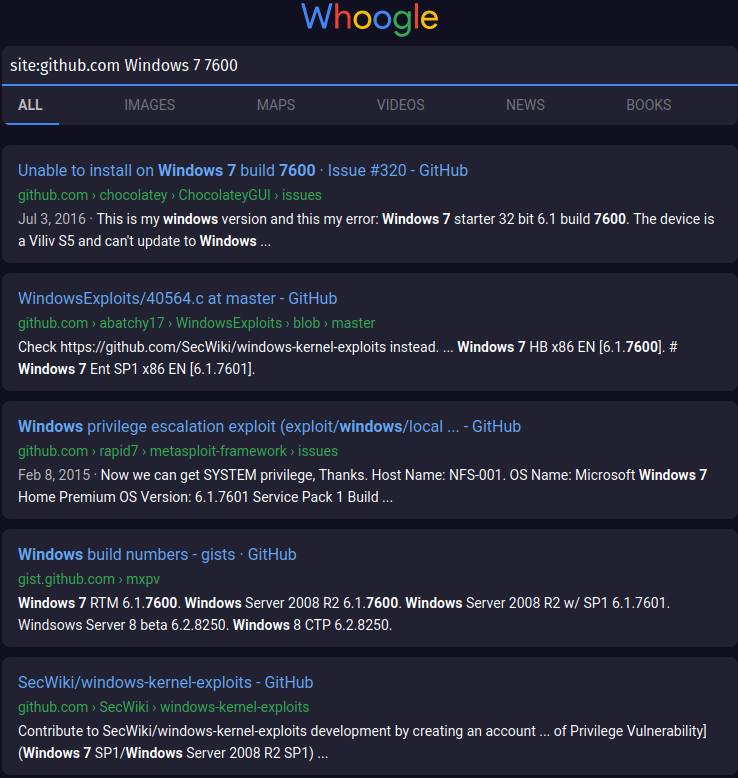 Whoogle
site:github.com Windows 7 7600
ALL IMAGES MAPS VIDEOS NEWS BOOKS
Unable to install on Windows 7 build 7600 · Issue #320 - GitHub
github.com › chocolatey › ChocolateyGUI › issues
Jul 3, 2016 · This is my windows version and this my error: Windows 7 starter 32 bit 6.1 build 7600. The device is
a Viliv S5 and can't update to Windows ...
WindowsExploits/40564.c at master - GitHub
github.com › abatchy17 › WindowsExploits › blob › master
Check https://github.com/SecWiki/windows-kernel-exploits instead. ... Windows 7 HB x86 EN [6.1.7600]. #
Windows 7 Ent SP1 x86 EN [6.1.7601].
Windows privilege escalation exploit (exploit/windows/local ... - GitHub
github.com › rapid7 › metasploit-framework › issues
Feb 8, 2015 · Now we can get SYSTEM privilege, Thanks. Host Name: NFS-001. OS Name: Microsoft Windows 7
Home Premium OS Version: 6.1.7601 Service Pack 1 Build ...
Windows build numbers - gists · GitHub
gist.github.com › mxpv
Windows 7 RTM 6.1.7600. Windows Server 2008 R2 6.1.7600. Windows Server 2008 R2 w/ SP1 6.1.7601.
Windsows Server 8 beta 6.2.8250. Windows 8 CTP 6.2.8250.
SecWiki/windows-kernel-exploits - GitHub
github.com › SecWiki › windows-kernel-exploits
Contribute to SecWiki/windows-kernel-exploits development by creating an account ... of Privilege Vulnerability]
(Windows 7 SP1/Windows Server 2008 R2 SP1) ...